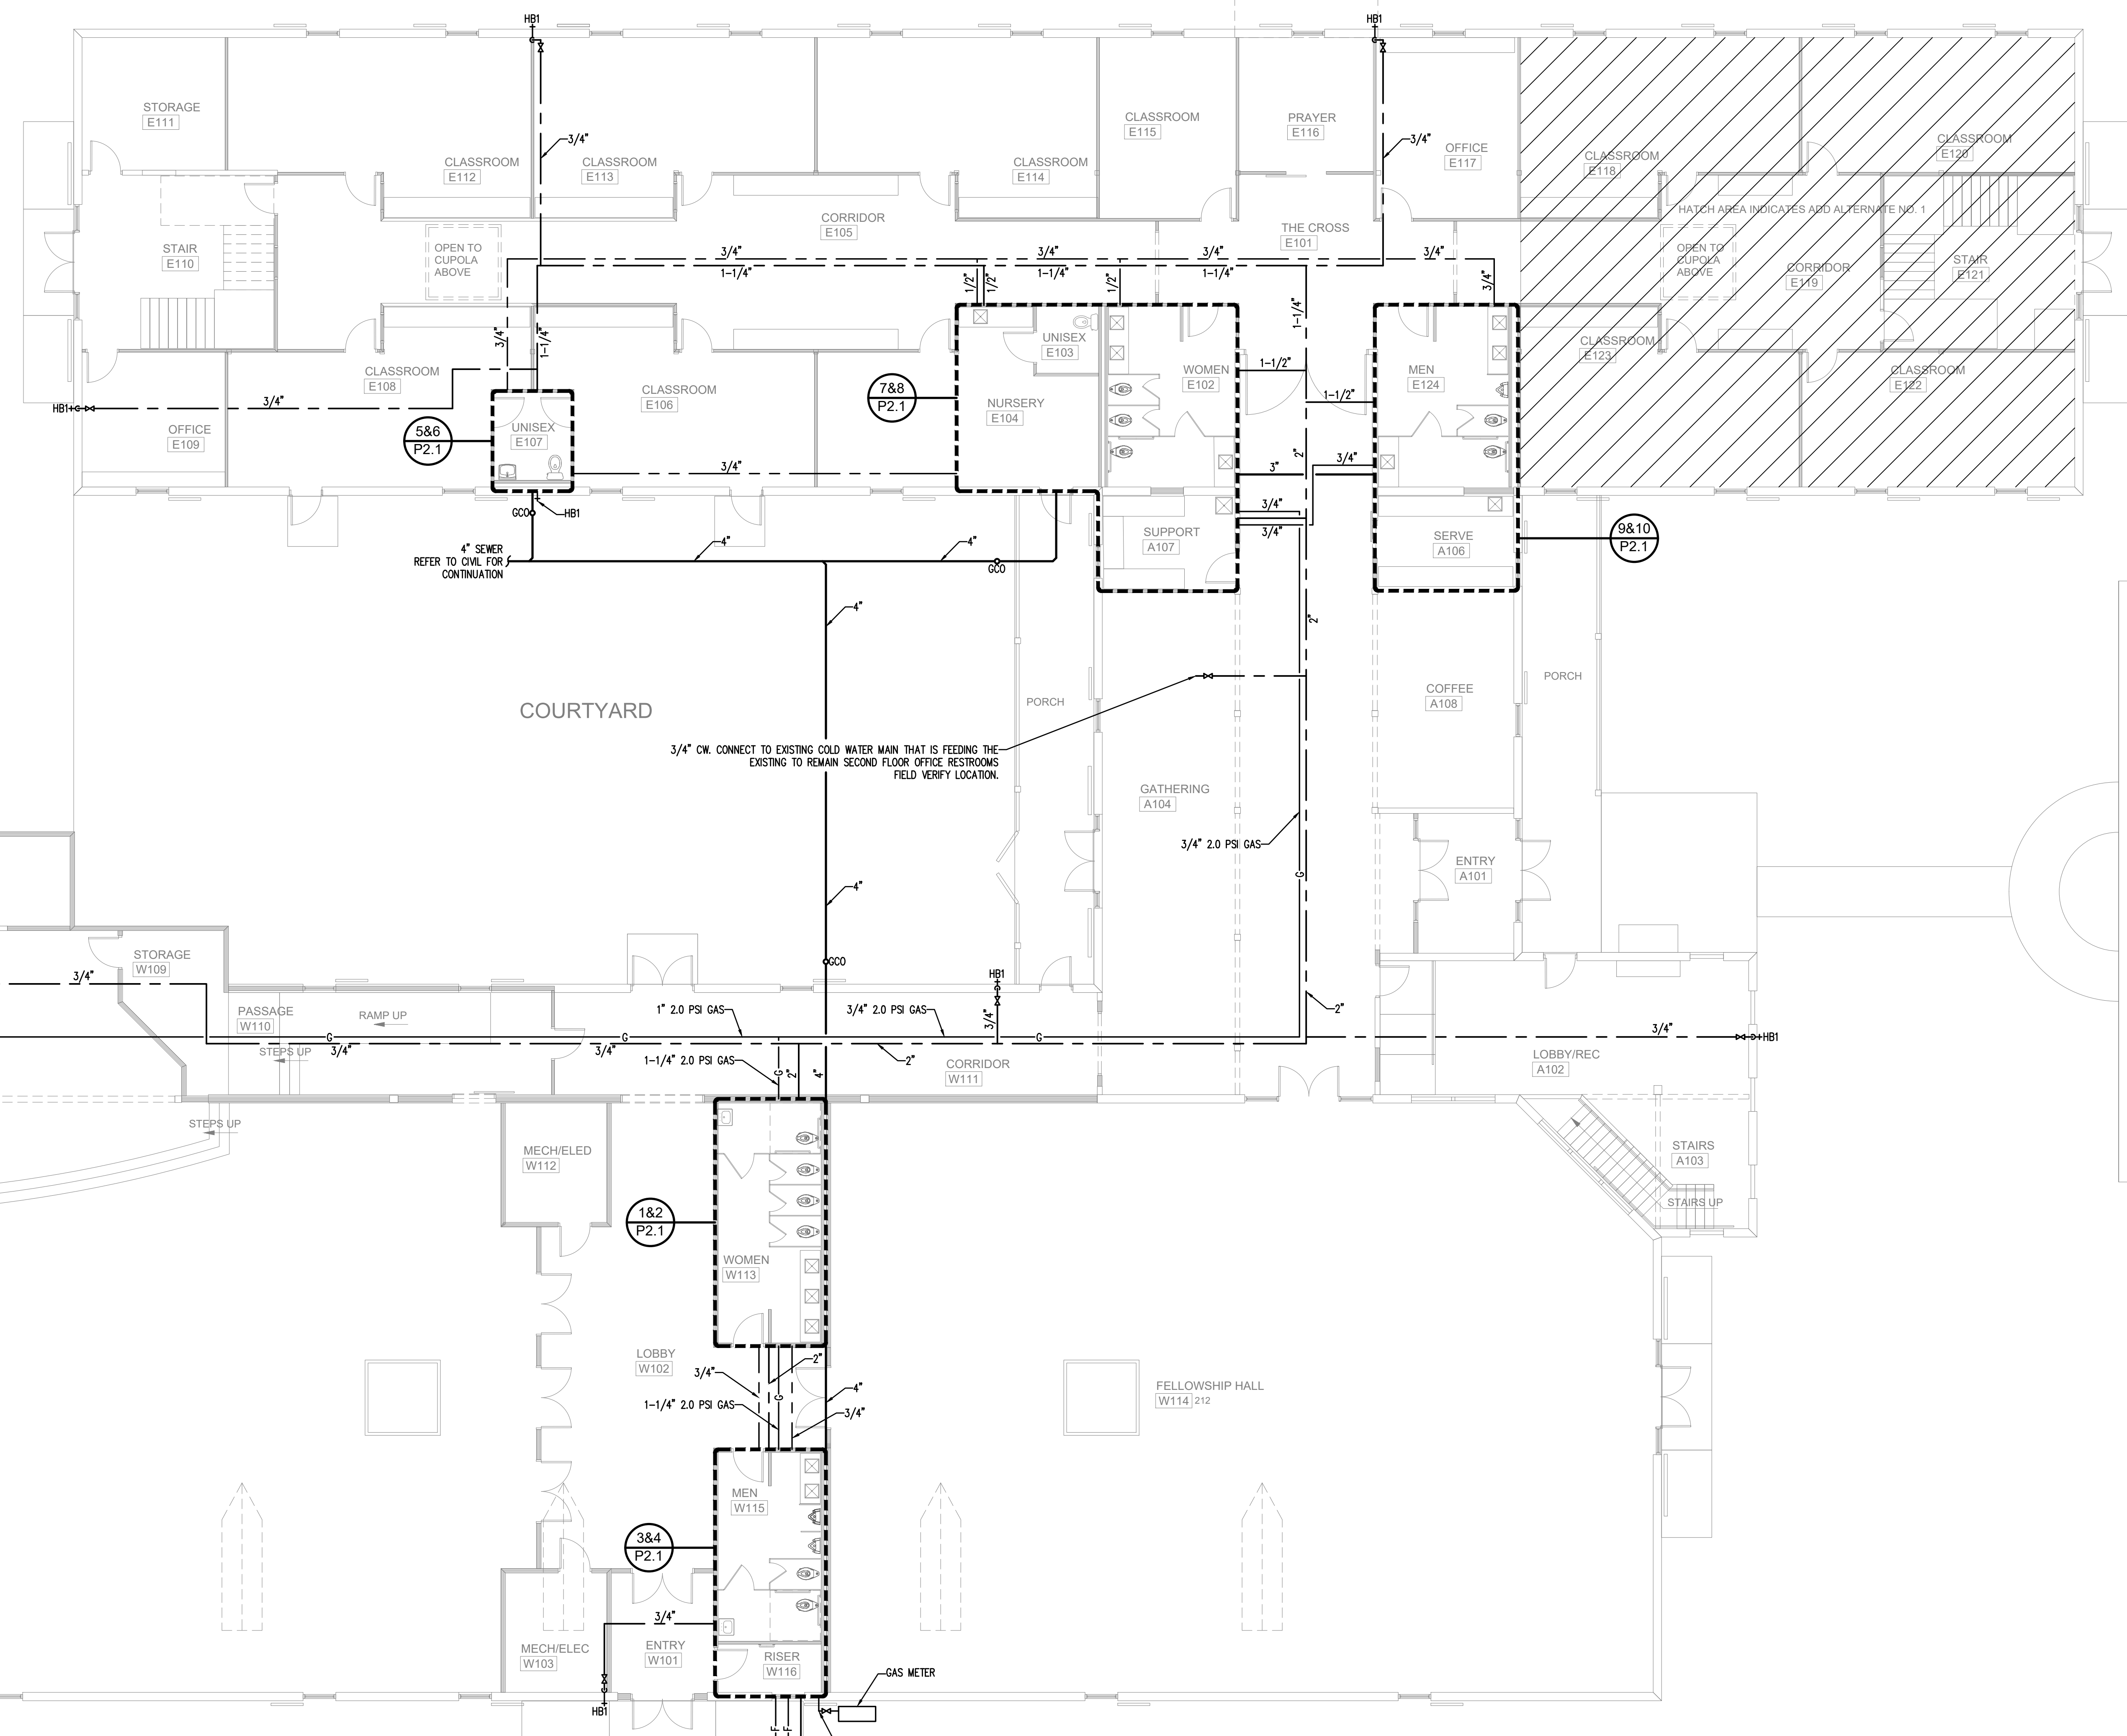 HB1
HB1
STORAGE
E111
CLASSROOM
E112
3/4"
CLASSROOM
E113
CLASSROOM
E114
CLASSROOM
E115
PRAYER
E116
3/4"
OFFICE
E117
CLASSROOM
E118
CLASSROOM
E120
HATCH AREA INDICATES ADD ALTERNATE NO. 1
STAIR
E110
OPEN TO
CUPOLA
ABOVE
CORRIDOR
E105
THE CROSS
E101
OPEN TO
CUPOLA
ABOVE
CORRIDOR
E119
STAIR
E121
3/4"
3/4"
3/4"
3/4"
1-1/4"
1-1/4"
1-1/4"
1/2"
1/2"
1/2"
3/4"
1-1/4"
3/4"
1-1/4"
CLASSROOM
E108
UNISEX
E103
WOMEN
E102
1-1/2"
MEN
E124
CLASSROOM
E123
CLASSROOM
E122
7&8
P2.1
CLASSROOM
E106
NURSERY
E104
1-1/2"
HB1
3/4"
OFFICE
E109
5&6
P2.1
UNISEX
E107
3/4"
2"
3"
3/4"
GCO
HB1
3/4"
3/4"
SUPPORT
A107
SERVE
A106
9&10
P2.1
4" SEWER
REFER TO CIVIL FOR
CONTINUATION
4"
4"
GCO
4"
2"
COURTYARD
PORCH
PORCH
COFFEE
A108
3/4" CW. CONNECT TO EXISTING COLD WATER MAIN THAT IS FEEDING THE
EXISTING TO REMAIN SECOND FLOOR OFFICE RESTROOMS
FIELD VERIFY LOCATION.
GATHERING
A104
3/4" 2.0 PSI GAS
ENTRY
A101
G
4"
STORAGE
W109
GCO
HB1
3/4"
PASSAGE
W110
RAMP UP
1" 2.0 PSI GAS
3/4" 2.0 PSI GAS
3/4"
2"
3/4"
HB1
G
G
G
STEPS UP
3/4"
3/4"
1-1/4" 2.0 PSI GAS
G
2"
4"
2"
CORRIDOR
W111
LOBBY/REC
A102
STEPS UP
MECH/ELED
W112
STAIRS
A103
STAIRS UP
1&2
P2.1
WOMEN
W113
LOBBY
W102
2"
3/4"
G
4"
1-1/4" 2.0 PSI GAS
3/4"
FELLOWSHIP HALL
W114 212
MEN
W115
3&4
P2.1
3/4"
MECH/ELEC
W103
ENTRY
W101
RISER
W116
GAS METER
HB1
F
F